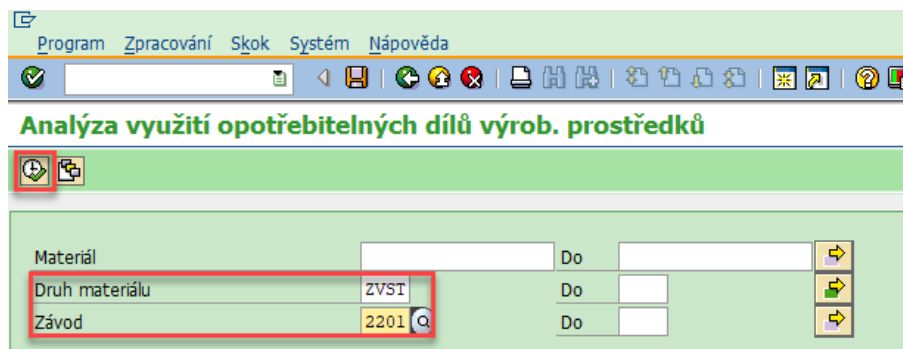 Program Zpracování Skok Systém Nápověda
Analýza využití opotřebitelných dílů výrob. prostředků
Materiál Do
Druh materiálu ZVST Do
Závod 2201 Do